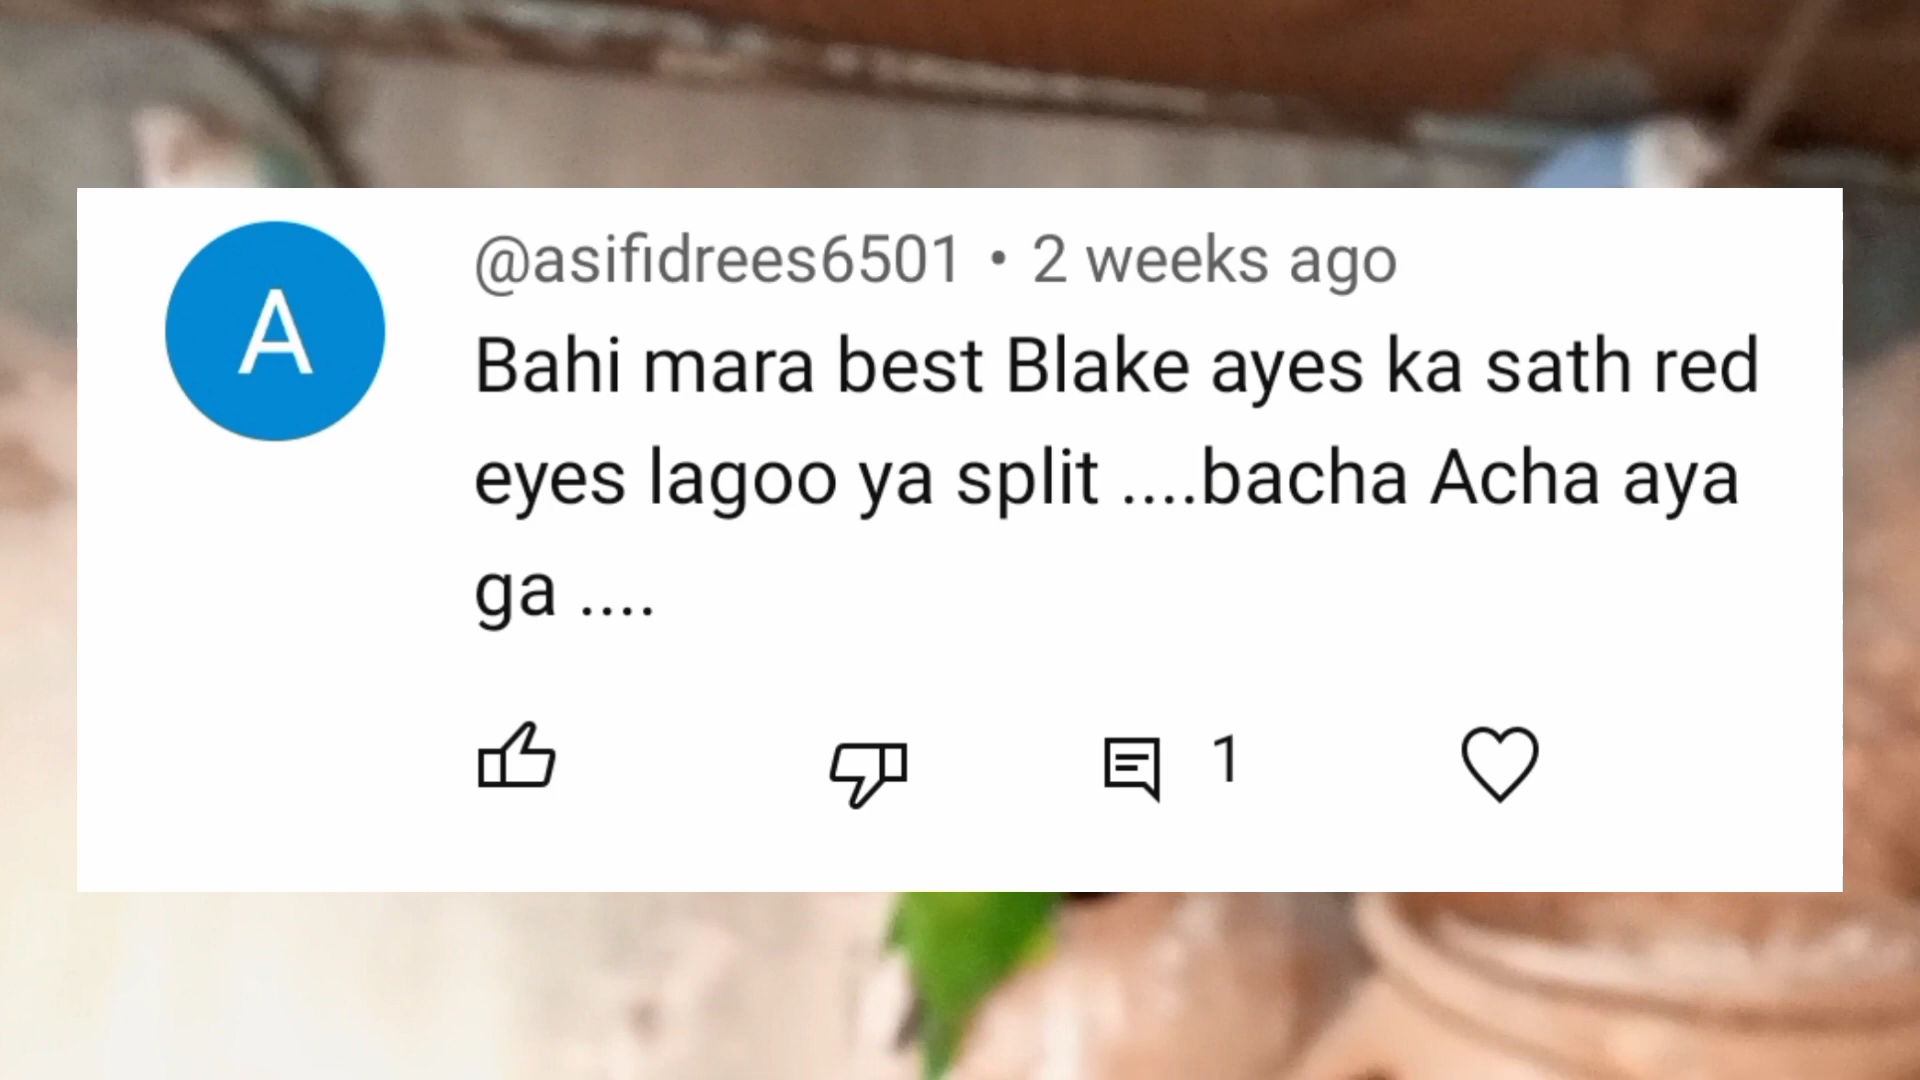 A
@asifidrees6501 • 2 weeks ago
Bahi mara best Blake ayes ka sath red
eyes lagoo ya split ....bacha Acha aya
ga ....
1